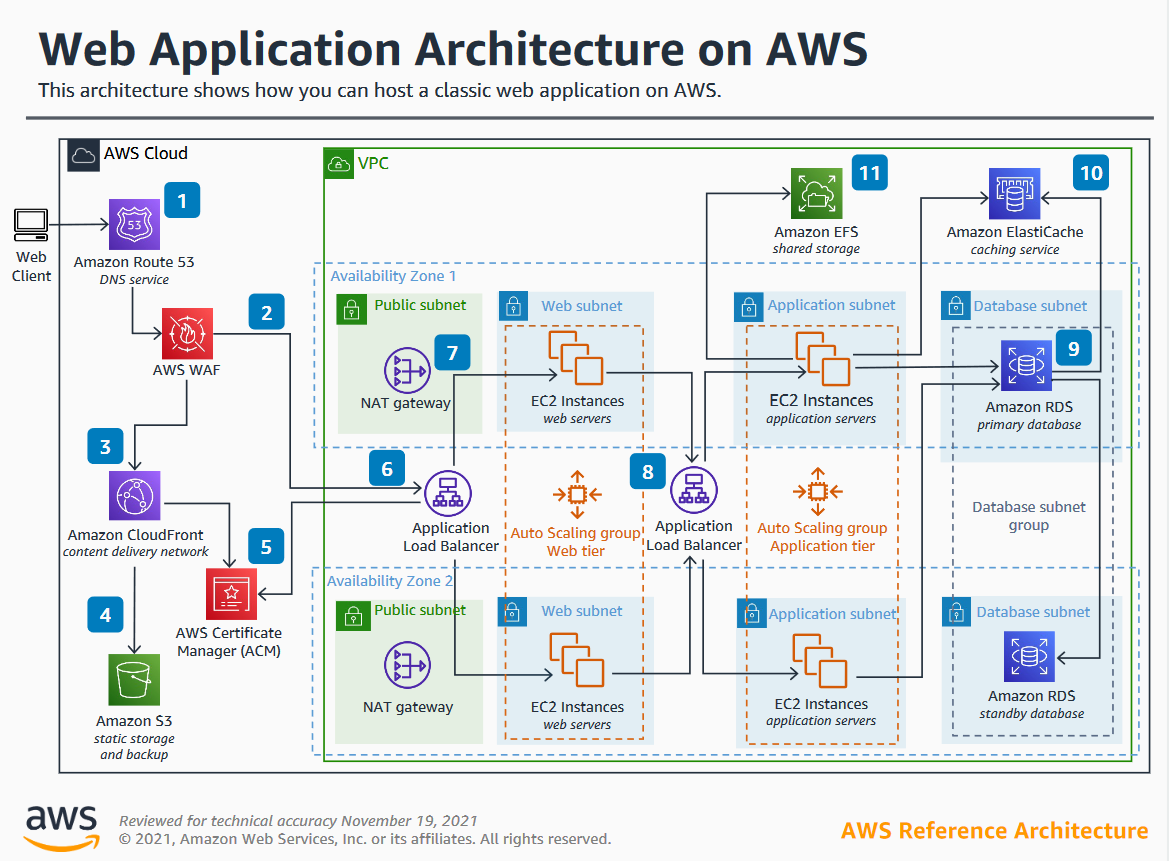 Web Application Architecture on AWS
This architecture shows how you can host a classic web application on AWS.
AWS Cloud
VPC
1
11
10
53
Web
Client
Amazon Route 53
DNS service
Amazon EFS
shared storage
Amazon ElastiCache
caching service
Availability Zone 1
2
Public subnet
Web subnet
Application subnet
Database subnet
AWS WAF
7
9
NAT gateway
EC2 Instances
web servers
EC2 Instances
application servers
Amazon RDS
primary database
3
6
8
Amazon CloudFront
content delivery network
Application
Load Balancer
Auto Scaling group
Web tier
Application
Load Balancer
Auto Scaling group
Application tier
Database subnet
group
5
4
AWS Certificate
Manager (ACM)
Availability Zone 2
Public subnet
Web subnet
Application subnet
Database subnet
NAT gateway
EC2 Instances
web servers
EC2 Instances
application servers
Amazon RDS
standby database
Amazon S3
static storage
and backup
aws
Reviewed for technical accuracy November 19, 2021
© 2021, Amazon Web Services, Inc. or its affiliates. All rights reserved.
AWS Reference Architecture